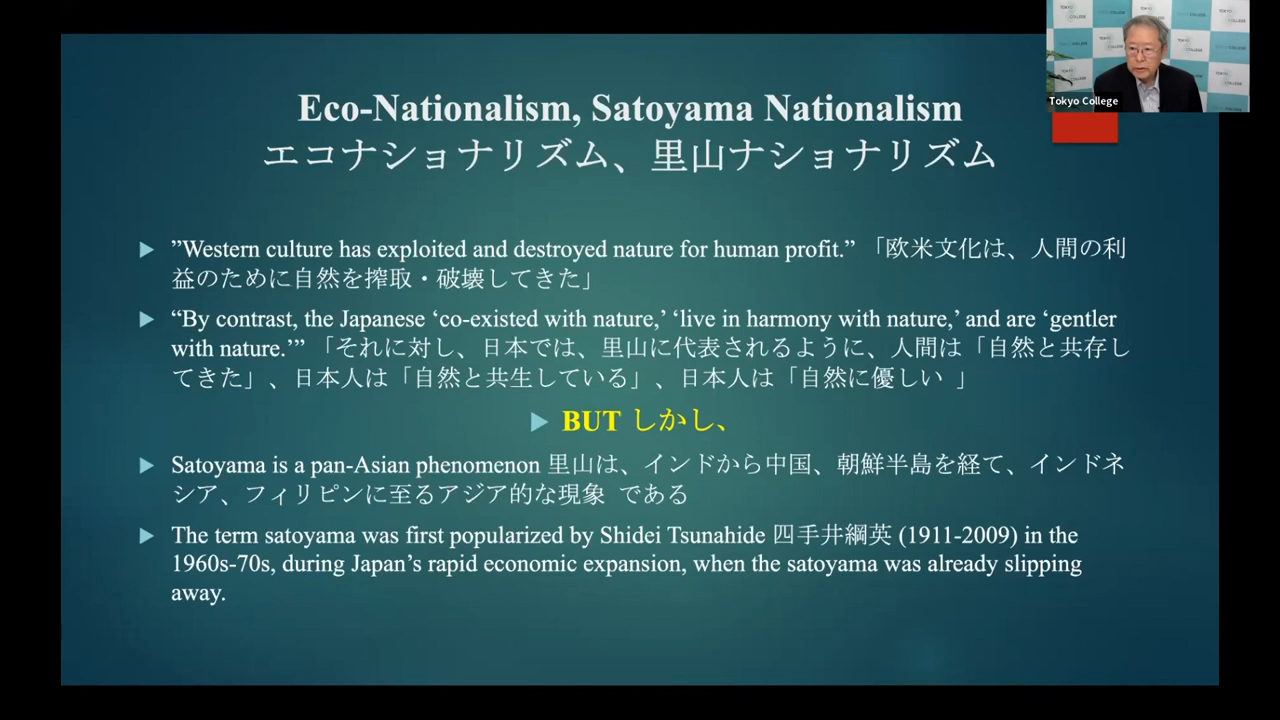 Eco-Nationalism, Satoyama Nationalism
エコナショナリズム、里山ナショナリズム
”Western culture has exploited and destroyed nature for human profit.” 「欧米文化は、人間の利
益のために自然を搾取・破壊してきた」
“By contrast, the Japanese ‘co-existed with nature,’ ‘live in harmony with nature,’ and are ‘gentler
with nature.’” 「それに対し、日本では、里山に代表されるように、人間は「自然と共存し
てきた」、日本人は「自然と共生している」、日本人は「自然に優しい 」
BUT しかし、
Satoyama is a pan-Asian phenomenon 里山は、インドから中国、朝鮮半島を経て、インドネ
シア、フィリピンに至るアジア的な現象 である
The term satoyama was first popularized by Shidei Tsunahide 四手井綱英 (1911-2009) in the
1960s-70s, during Japan’s rapid economic expansion, when the satoyama was already slipping
away.
Tokyo College